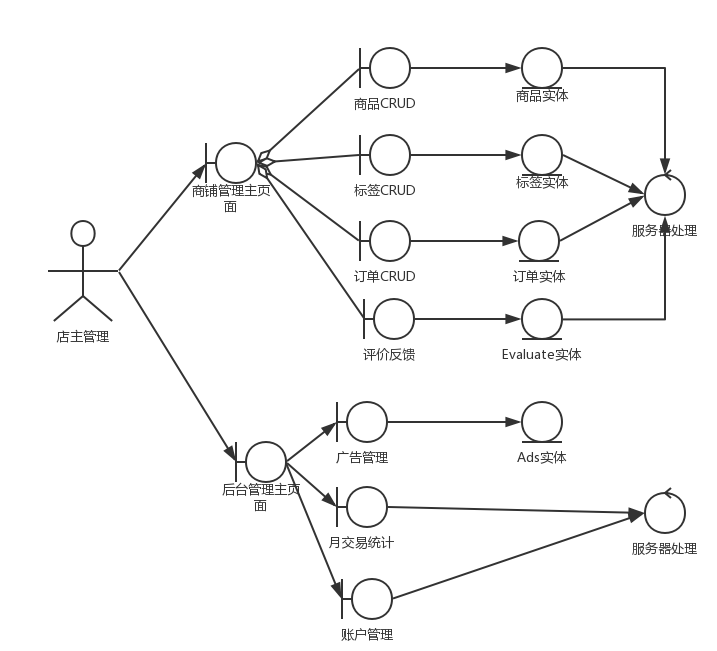 商品CRUD
商品实体
商铺管理主页
面
标签CRUD
标签实体
服务器处理
订单CRUD
订单实体
店主管理
评价反馈
Evaluate实体
广告管理
Ads实体
后台管理主页
面
月交易统计
服务器处理
账户管理